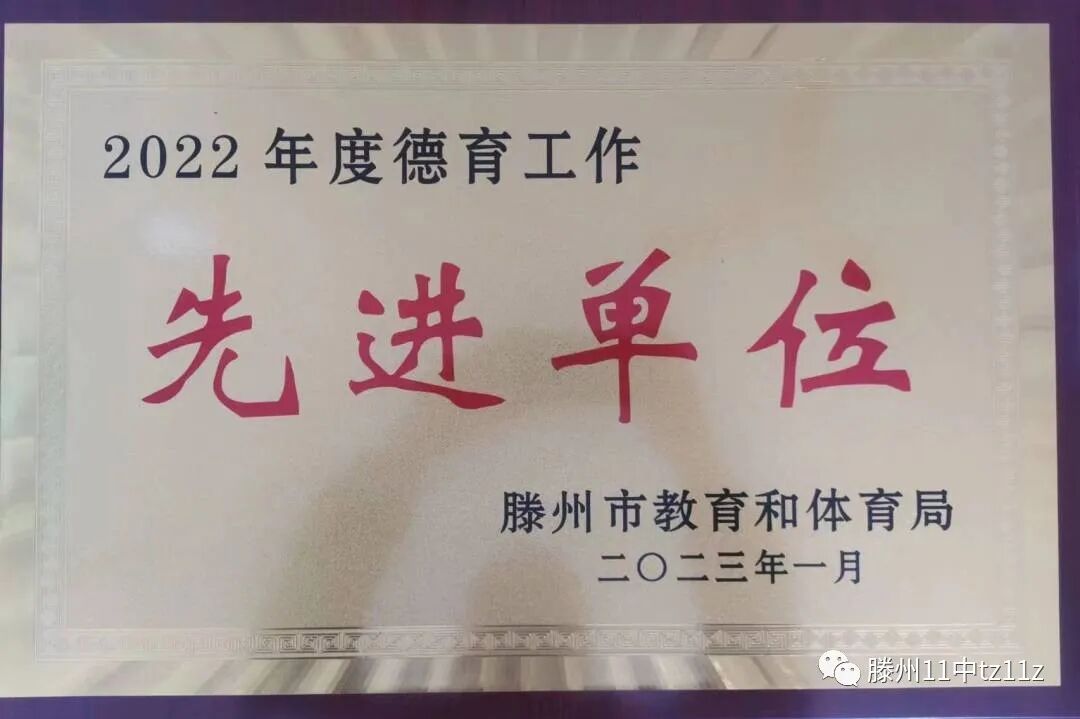 2022 年度德育工作
先进单位
滕州市教育和体育局
二〇二三年一月
滕州11中tz11z